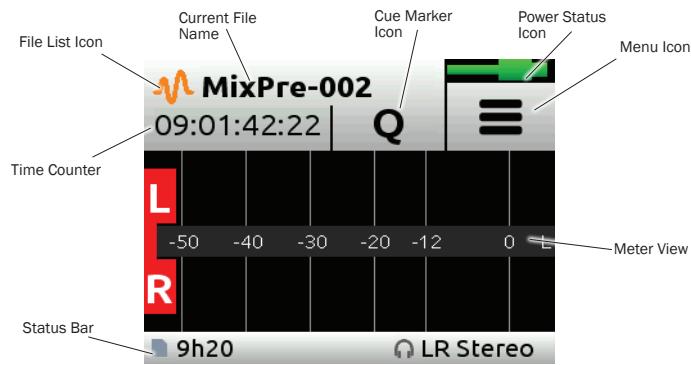 Current File
Name
Cue Marker
Icon
Power Status
Icon
File List Icon
Menu Icon
MixPre-002
09:01:42:22
Q
Time Counter
L
-50 -40 -30 -20 -12 0 L
Meter View
R
Status Bar
9h20 LR Stereo